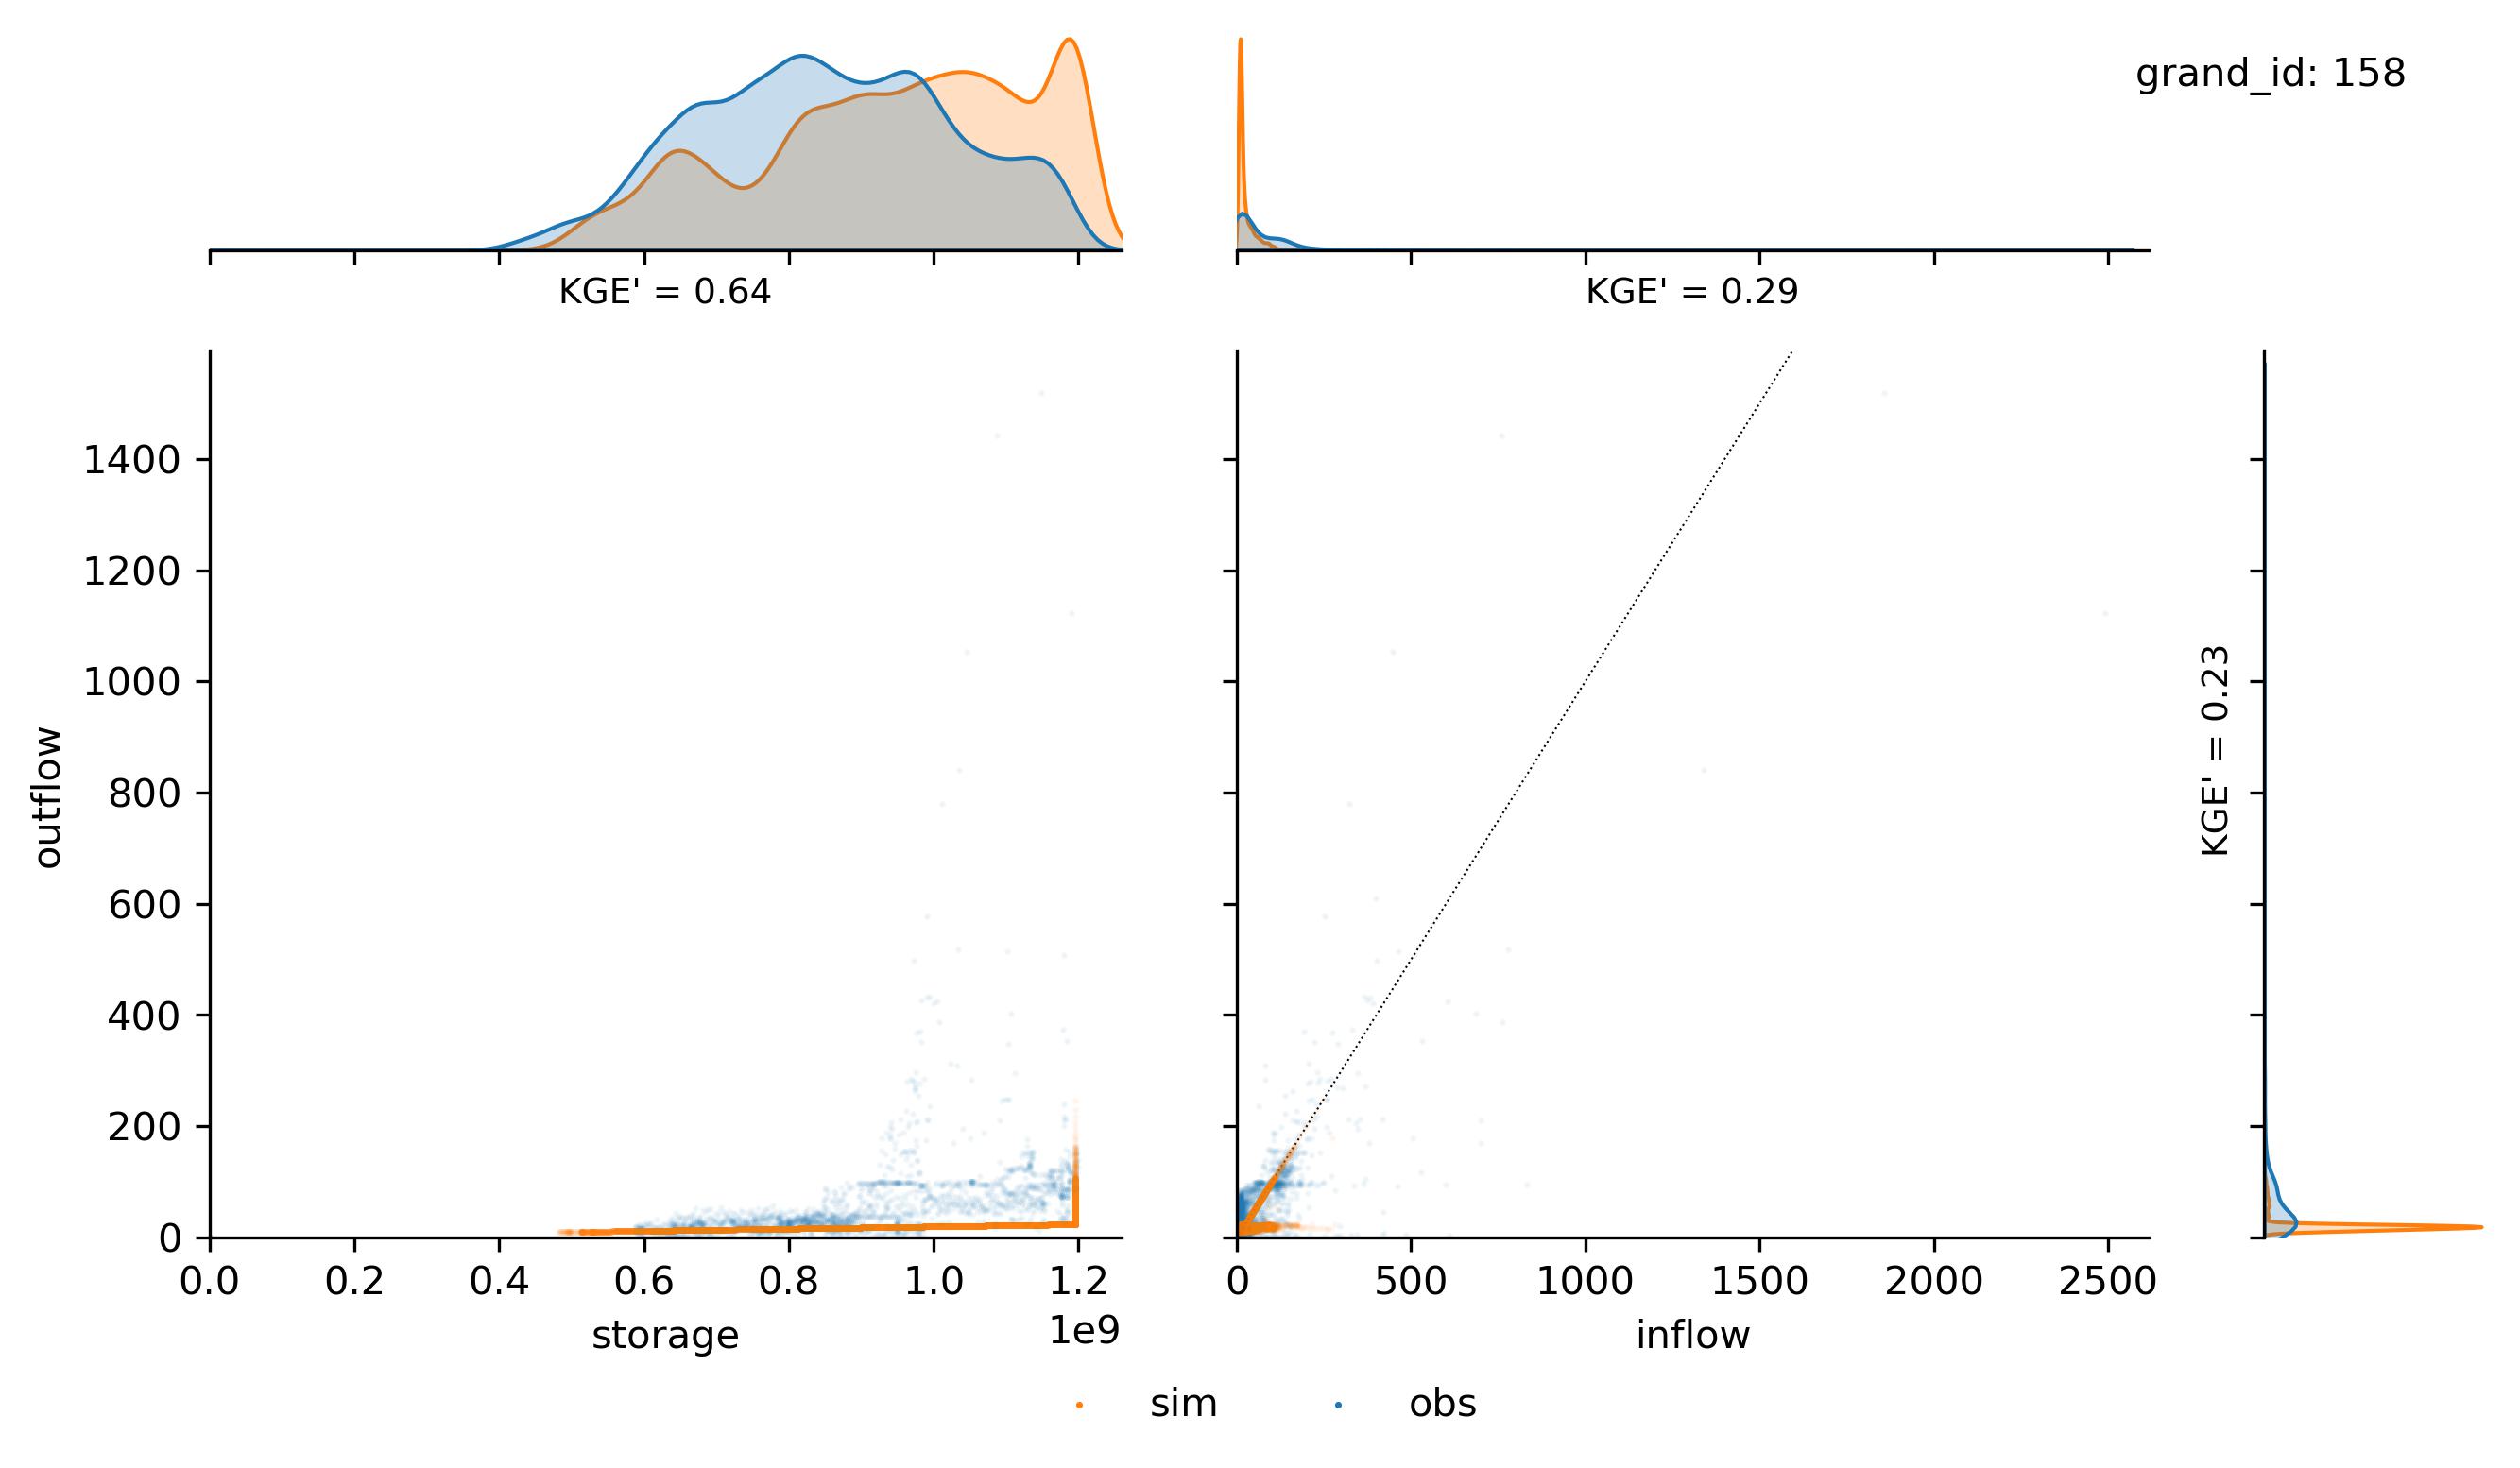 grand_id: 158
KGE' = 0.64
KGE' = 0.29
1400
1200
1000
800
600
400
200
0
outflow
KGE' = 0.23
0.0 0.2 0.4 0.6 0.8 1.0 1.2
1e9
storage
0 500 1000 1500 2000 2500
inflow
sim obs